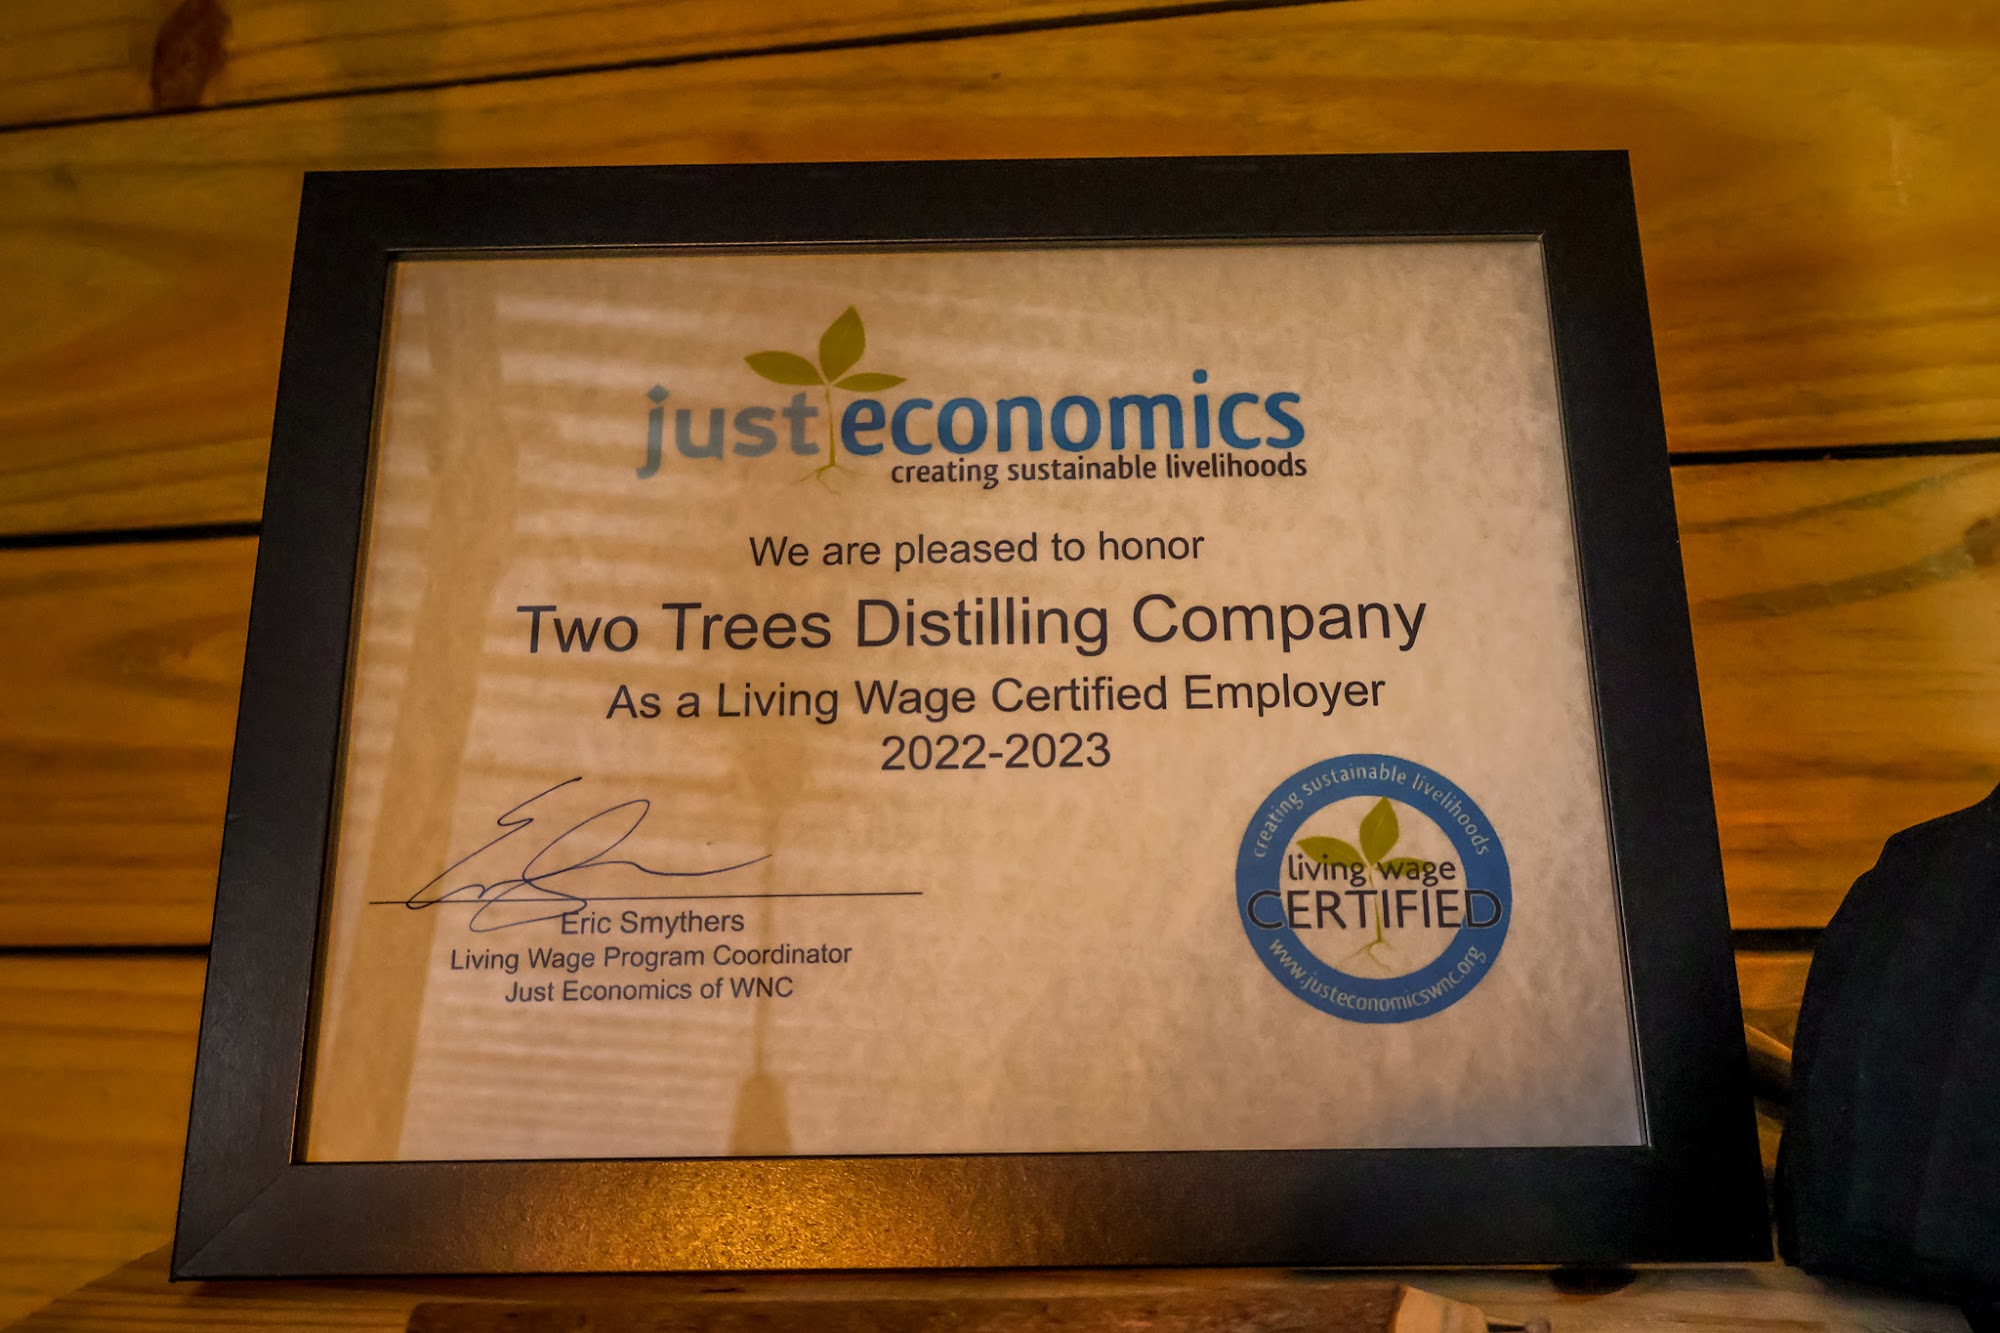 just economics
creating sustainable livelihoods
We are pleased to honor
Two Trees Distilling Company
As a Living Wage Certified Employer
2022-2023
Eric Smythers
Living Wage Program Coordinator
Just Economics of WNC
creating sustainable livelihoods
living wage
CERTIFIED
www.justeconomicswnc.org